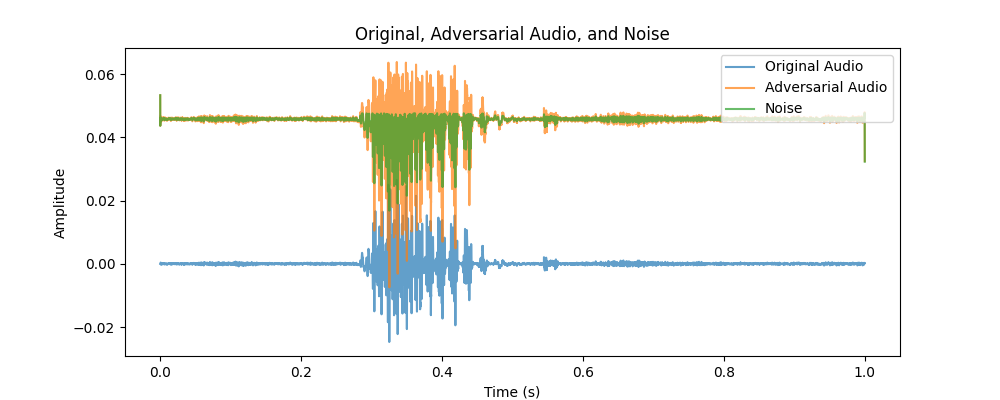 Original, Adversarial Audio, and Noise
Original Audio
Adversarial Audio
Noise
Amplitude
0.06
0.04
0.02
0.00
−0.02
0.0
0.2
0.4
0.6
0.8
1.0
Time (s)